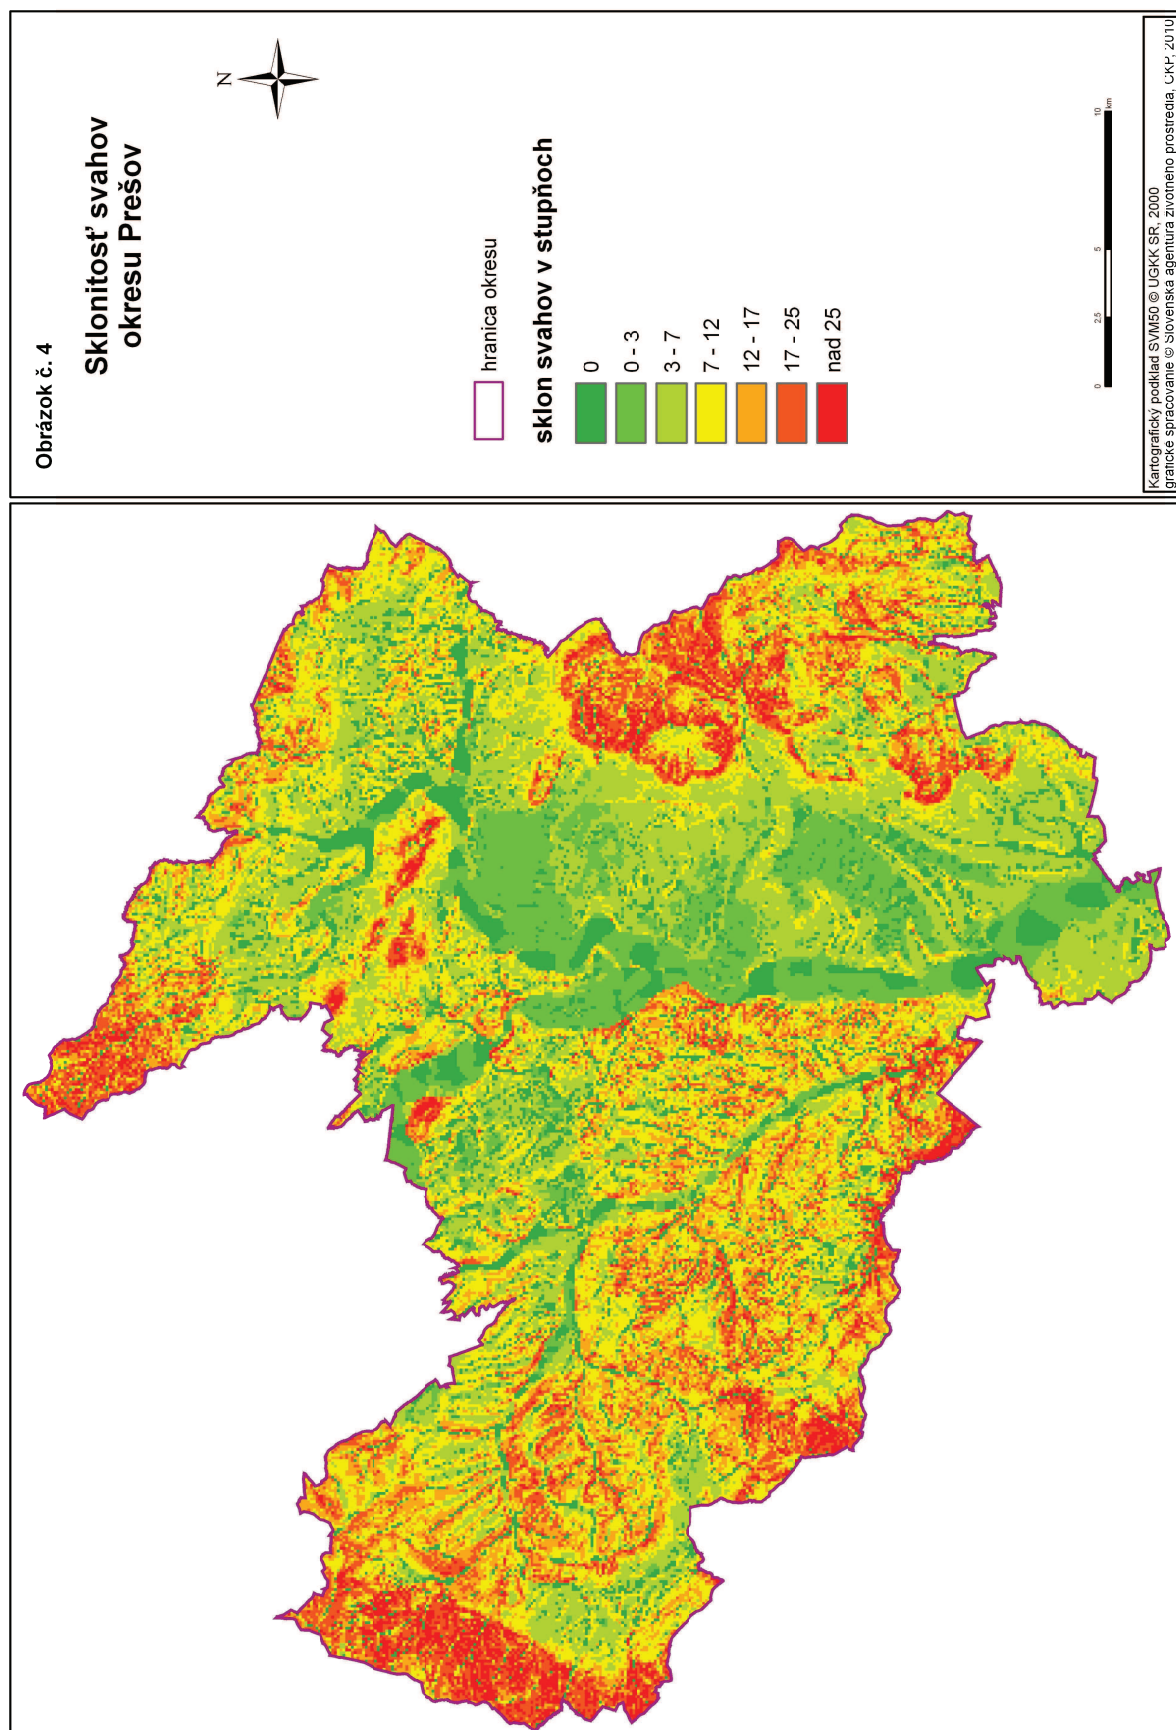 Obrázok č. 4
Sklonitosť svahov
okresu Prešov
N
hranica okresu
sklon svahov v stupňoch
0
0 - 3
3 - 7
7 - 12
12 - 17
17 - 25
nad 25
0 2,5 5 10
km
Kartografický podklad SVM50 © ÚGKK SR, 2000
grafické spracovanie © Slovenská agentúra životného prostredia, CKP, 2010